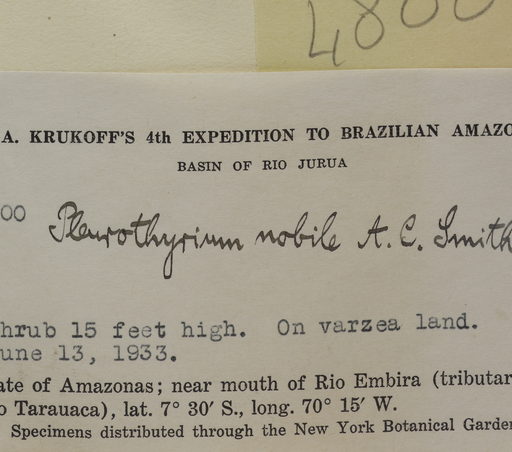 4800
A. KRUKOFF'S 4th EXPEDITION TO BRAZILIAN AMAZO
BASIN OF RIO JURUA
00 Pleurothyrium nobile A. C. Smith
hrub 15 feet high. On varzea land.
une 13, 1933.
ate of Amazonas; near mouth of Rio Embira (tributar
o Tarauaca), lat. 7° 30′ S., long. 70° 15′ W.
Specimens distributed through the New York Botanical Garde